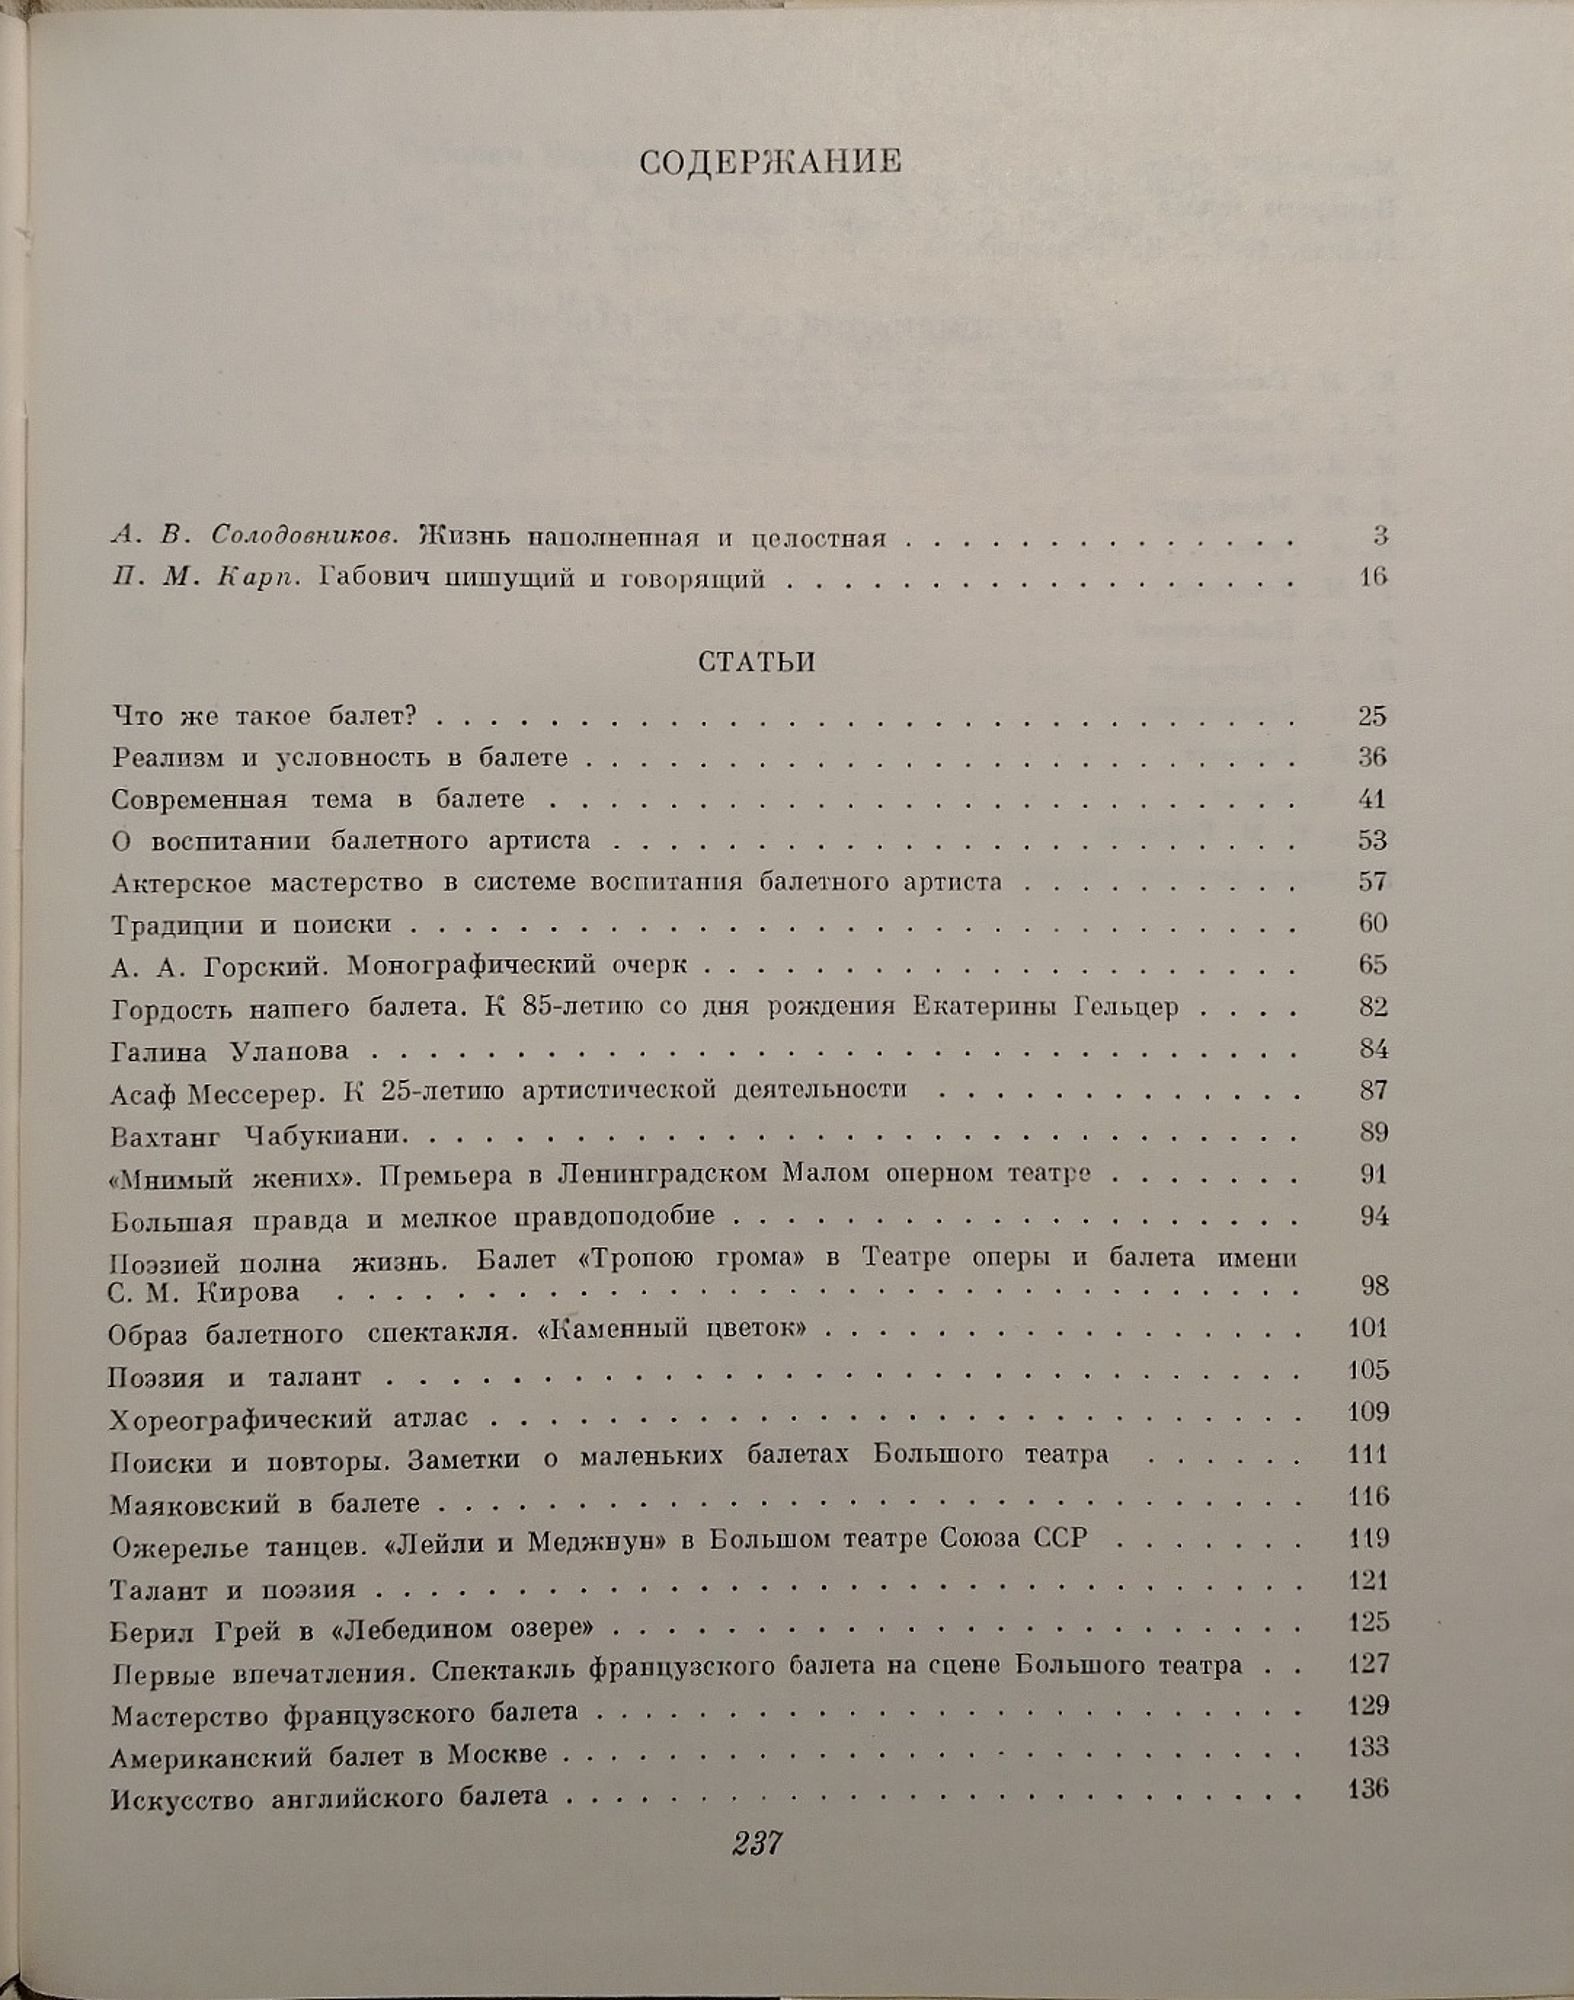 СОДЕРЖАНИЕ
А. В. Солодовников. Жизнь наполненная и целостная . . . . . . . . . . . . . . 3
П. М. Карп. Габович пишущий и говорящий . . . . . . . . . . . . . . . . . . 16
СТАТЬИ
Что же такое балет? . . . . . . . . . . . . . . . . . . . . . . . . . . . . . . 25
Реализм и условность в балете . . . . . . . . . . . . . . . . . . . . . . . . . 36
Современная тема в балете . . . . . . . . . . . . . . . . . . . . . . . . . . 41
О воспитании балетного артиста . . . . . . . . . . . . . . . . . . . . . . . . 53
Актерское мастерство в системе воспитания балетного артиста . . . . . . . . . . 57
Традиции и поиски . . . . . . . . . . . . . . . . . . . . . . . . . . . . . . . 60
А. А. Горский. Монографический очерк . . . . . . . . . . . . . . . . . . . . . 65
Гордость нашего балета. К 85-летию со дня рождения Екатерины Гельцер . . . . 82
Галина Уланова . . . . . . . . . . . . . . . . . . . . . . . . . . . . . . . . 84
Асаф Мессерер. К 25-летию артистической деятельности . . . . . . . . . . . . . 87
Вахтанг Чабукиани. . . . . . . . . . . . . . . . . . . . . . . . . . . . . . . 89
«Мнимый жених». Премьера в Ленинградском Малом оперном театре . . . . . . . 91
Большая правда и мелкое правдоподобие . . . . . . . . . . . . . . . . . . . . 94
Поэзией полна жизнь. Балет «Тропою грома» в Театре оперы и балета имени
С. М. Кирова . . . . . . . . . . . . . . . . . . . . . . . . . . . . . . . . . 98
Образ балетного спектакля. «Каменный цветок» . . . . . . . . . . . . . . . . . 101
Поэзия и талант . . . . . . . . . . . . . . . . . . . . . . . . . . . . . . . . 105
Хореографический атлас . . . . . . . . . . . . . . . . . . . . . . . . . . . . 109
Поиски и повторы. Заметки о маленьких балетах Большого театра . . . . . . 111
Маяковский в балете . . . . . . . . . . . . . . . . . . . . . . . . . . . . . . 116
Ожерелье танцев. «Лейли и Меджнун» в Большом театре Союза ССР . . . . . . . 119
Талант и поэзия . . . . . . . . . . . . . . . . . . . . . . . . . . . . . . . . 121
Берил Грей в «Лебедином озере» . . . . . . . . . . . . . . . . . . . . . . . . 125
Первые впечатления. Спектакль французского балета на сцене Большого театра . . 127
Мастерство французского балета . . . . . . . . . . . . . . . . . . . . . . . . 129
Американский балет в Москве . . . . . . . . . . . . . . . . . . . . . . . . . 133
Искусство английского балета . . . . . . . . . . . . . . . . . . . . . . . . . 136
237